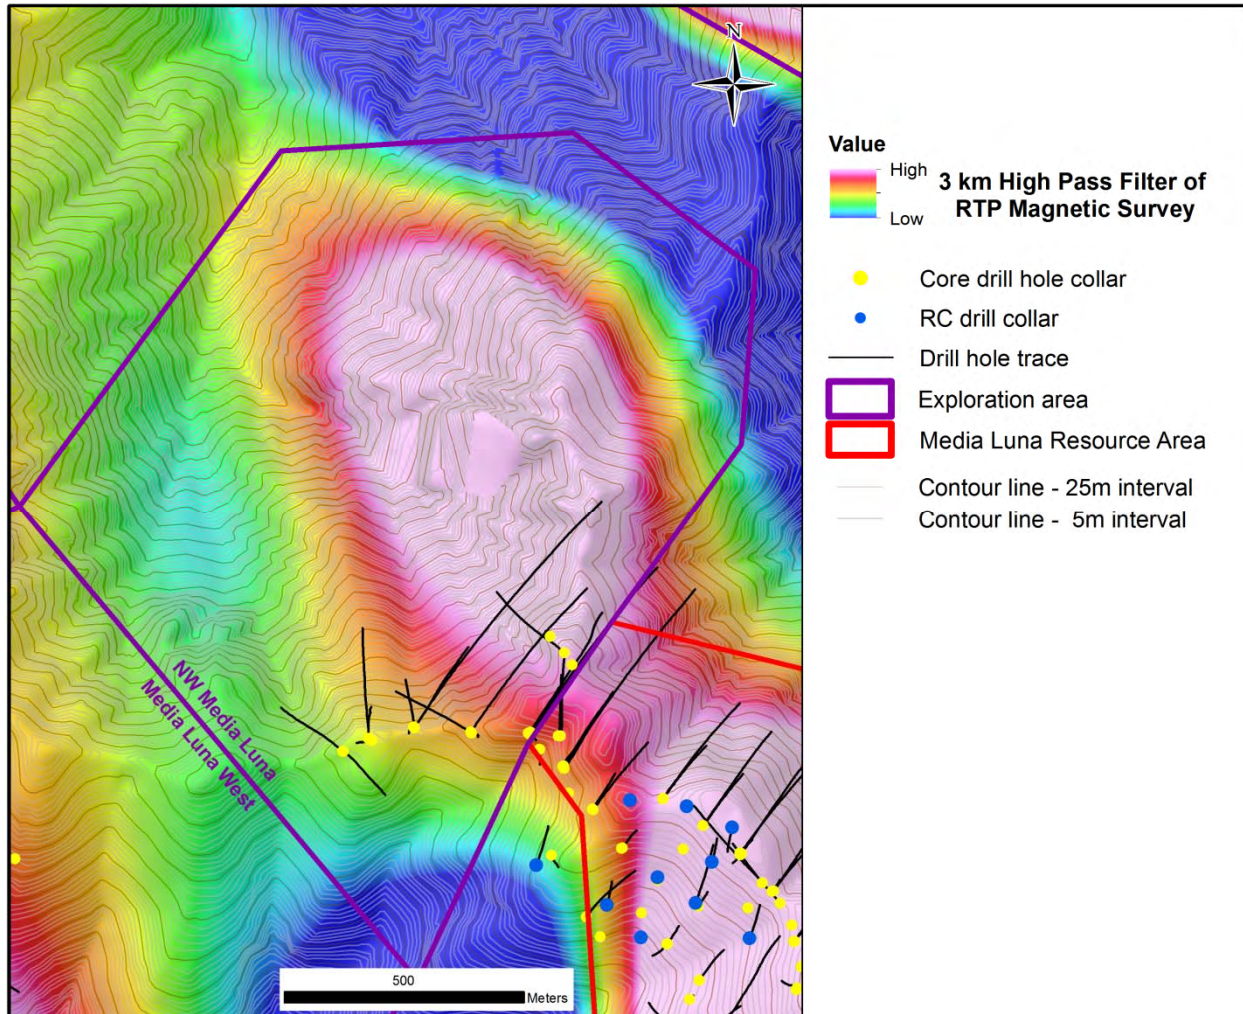 N
NW Media Luna
Media Luna West
500
Meters
Value
High
Low
3 km High Pass Filter of
RTP Magnetic Survey
Core drill hole collar
RC drill collar
Drill hole trace
Exploration area
Media Luna Resource Area
Contour line - 25m interval
Contour line - 5m interval